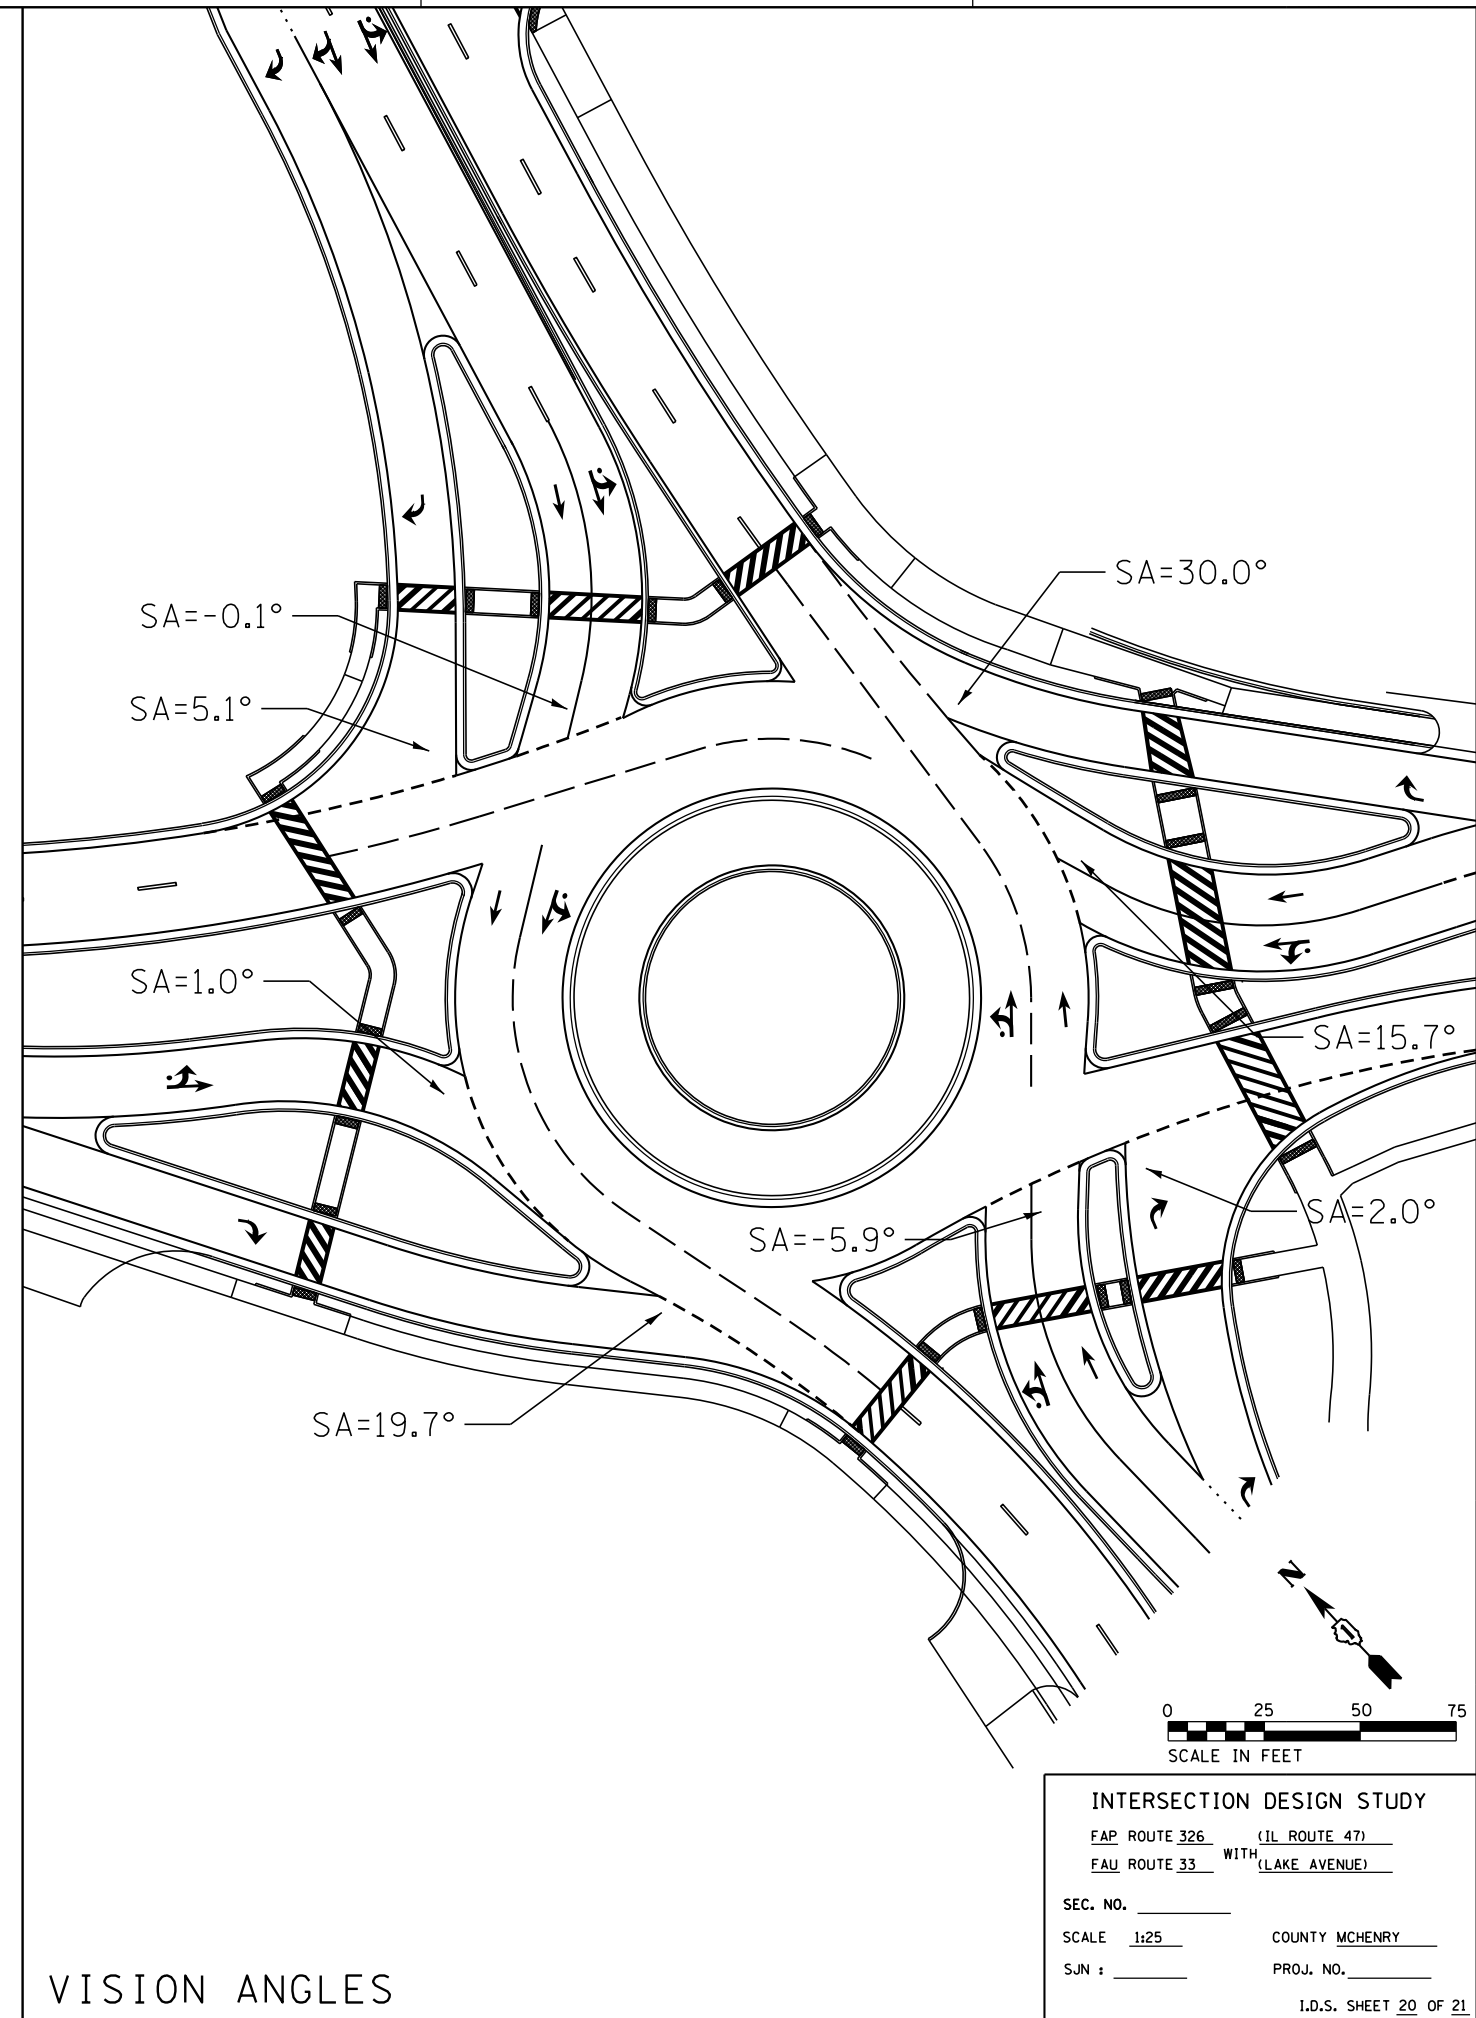 SA=30.0°
SA=-0.1°
SA=5.1°
SA=1.0°
SA=15.7°
SA=2.0°
SA=-5.9°
SA=19.7°
N
0 25 50 75
SCALE IN FEET
INTERSECTION DESIGN STUDY
FAP ROUTE 326 (IL ROUTE 47)
WITH
FAU ROUTE 33 (LAKE AVENUE)
SEC. NO.
SCALE 1:25 COUNTY MCHENRY
SJN : PROJ. NO.
I.D.S. SHEET 20 OF 21
VISION ANGLES